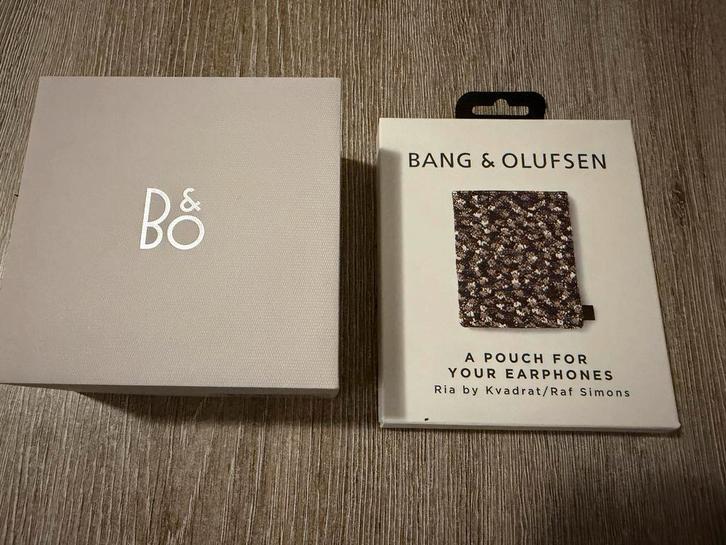 B&O
BANG & OLUFSEN
A POUCH FOR
YOUR EARPHONES
Ria by Kvadrat/Raf Simons